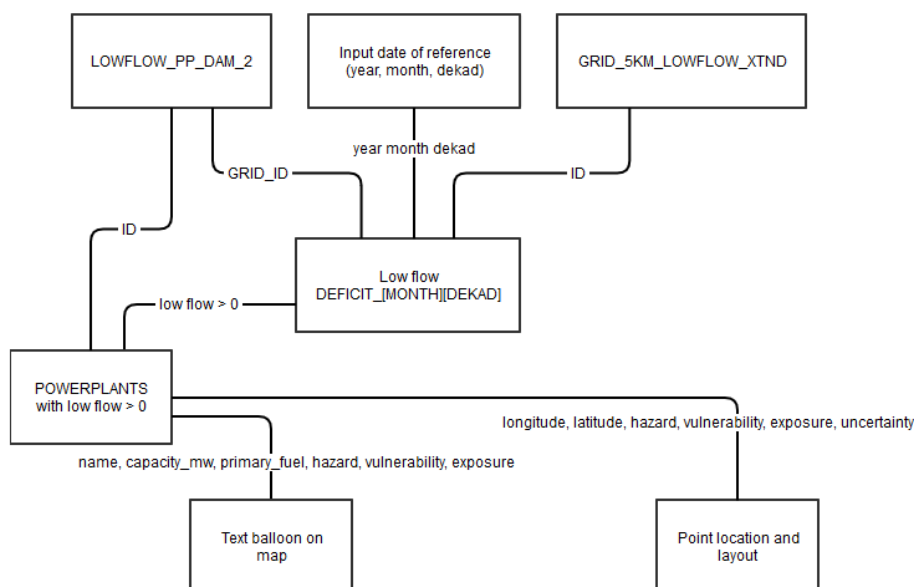 LOWFLOW_PP_DAM_2
Input date of reference
(year, month, dekad)
GRID_5KM_LOWFLOW_XTND
year month dekad
GRID_ID
ID
ID
Low flow
DEFICIT_[MONTH][DEKAD]
low flow > 0
POWERPLANTS
with low flow > 0
longitude, latitude, hazard, vulnerability, exposure, uncertainty
name, capacity_mw, primary_fuel, hazard, vulnerability, exposure
Text balloon on
map
Point location and
layout